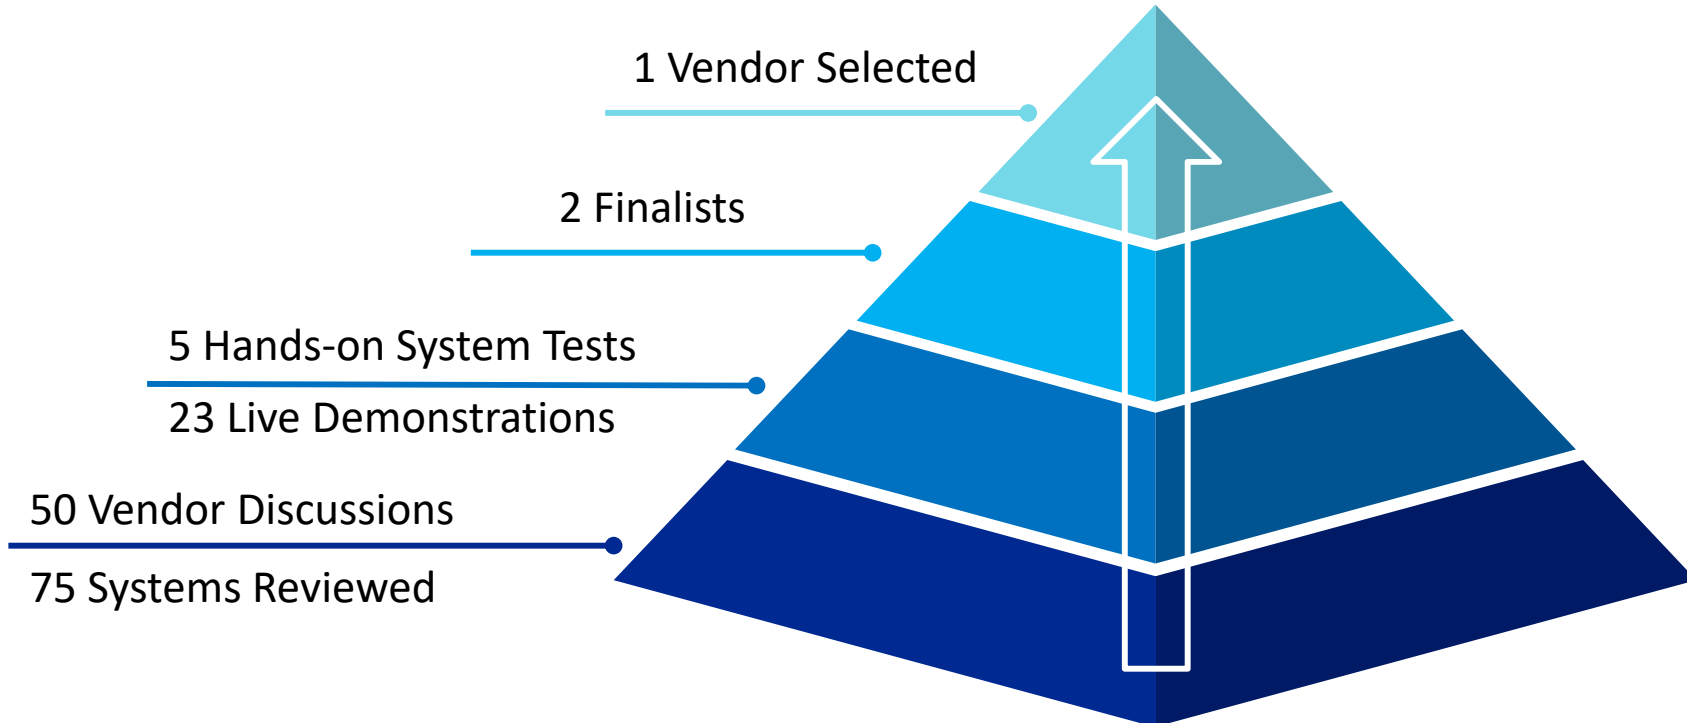 1 Vendor Selected
2 Finalists
5 Hands-on System Tests
23 Live Demonstrations
50 Vendor Discussions
75 Systems Reviewed